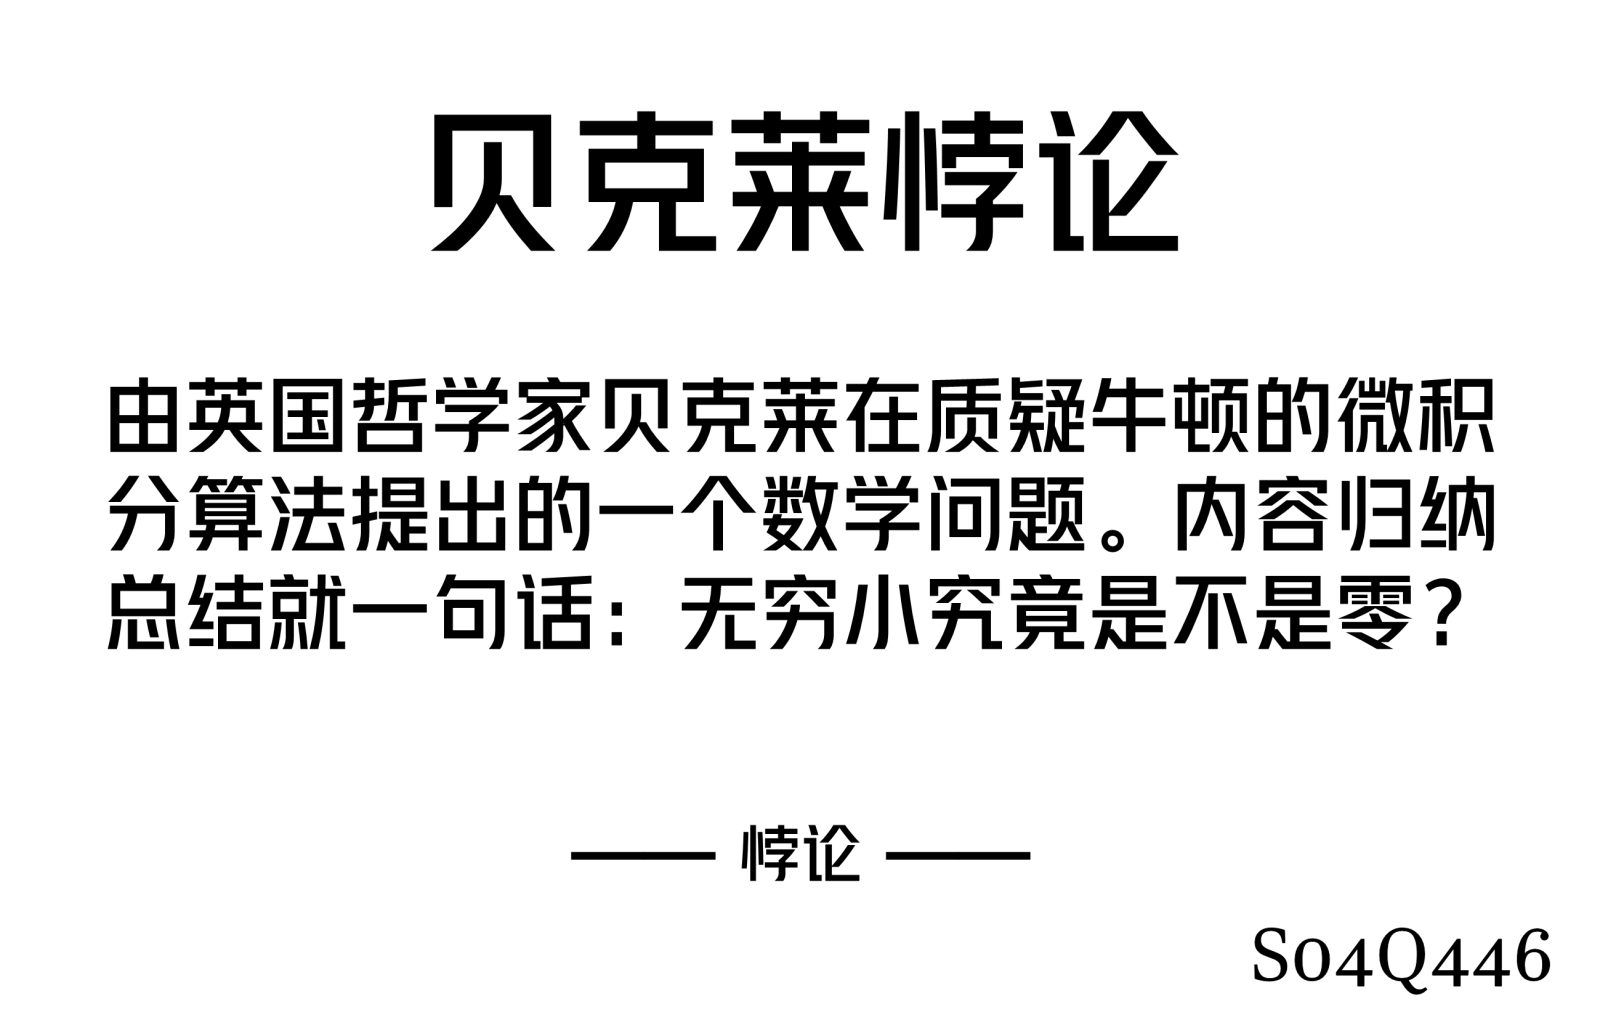 贝克莱悖论
由英国哲学家贝克莱在质疑牛顿的微积
分算法提出的一个数学问题。内容归纳
总结就一句话：无穷小究竟是不是零？
悖论
S04Q446